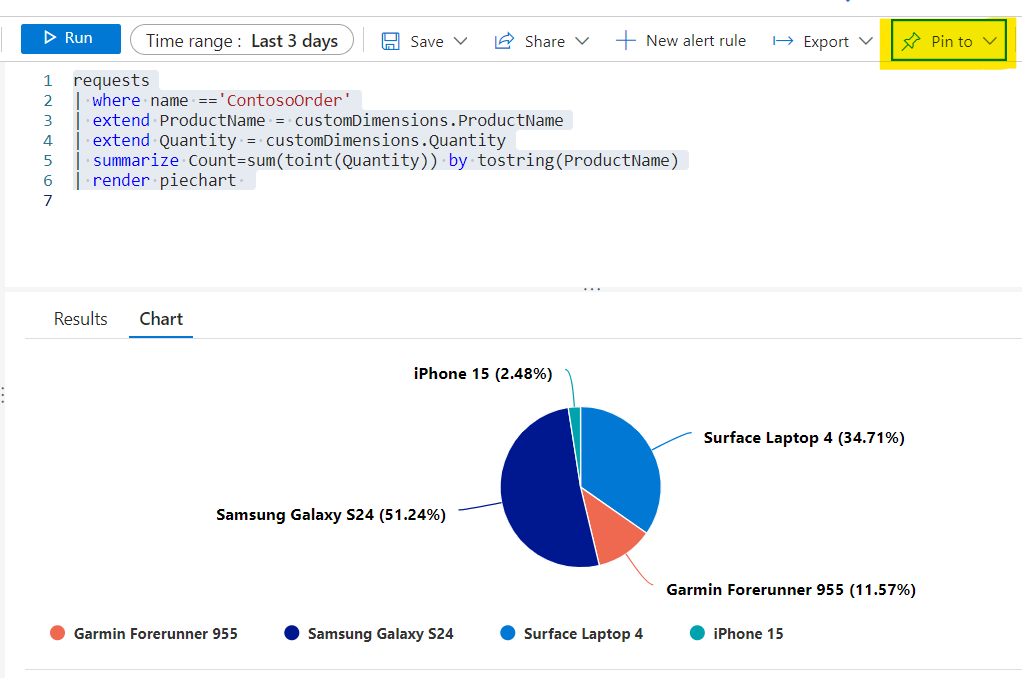 Run Time range : Last 3 days Save Share New alert rule Export Pin to
1 requests
2 | where name =='ContosoOrder'
3 | extend ProductName = customDimensions.ProductName
4 | extend Quantity = customDimensions.Quantity
5 | summarize Count=sum(toint(Quantity)) by tostring(ProductName)
6 | render piechart
7
Results Chart
iPhone 15 (2.48%)
Surface Laptop 4 (34.71%)
Samsung Galaxy S24 (51.24%)
Garmin Forerunner 955 (11.57%)
Garmin Forerunner 955 Samsung Galaxy S24 Surface Laptop 4 iPhone 15